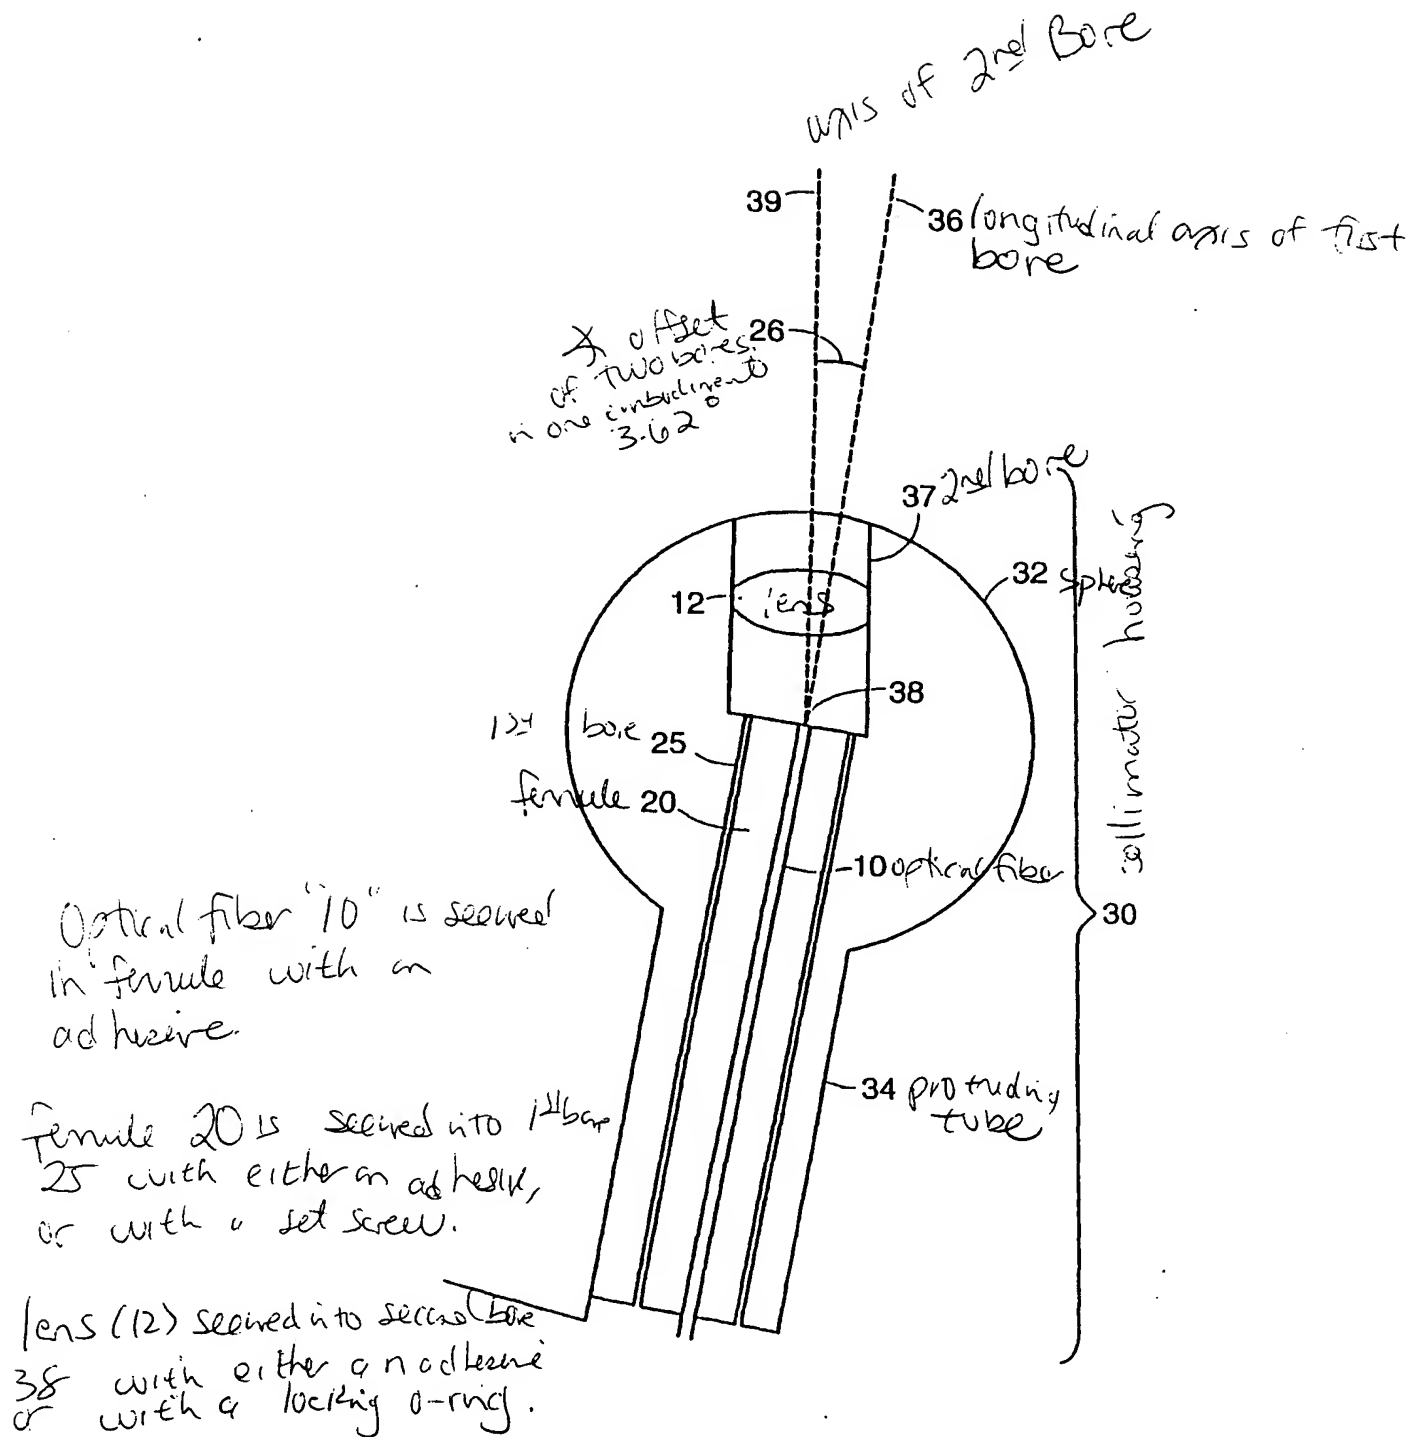 axis of 2nd Bore
39
36 longitudinal axis of fist
bore
26
∡ offset
of two bores.
in one imbodiment
3.62°
37 2nd bore
32 sphere
12
lens
collimator housing
38
1st bore 25
ferrule 20
10 optical fiber
30
Optical fiber "10" is secured
in ferrule with an
adhesive.
34 protruding
tube
Ferrule 20 is secured into 1st bore
25 with either an adhesive,
or with a set screw.
lens (12) secured into second bore
38 with either an adhesive
or with a locking o-ring.